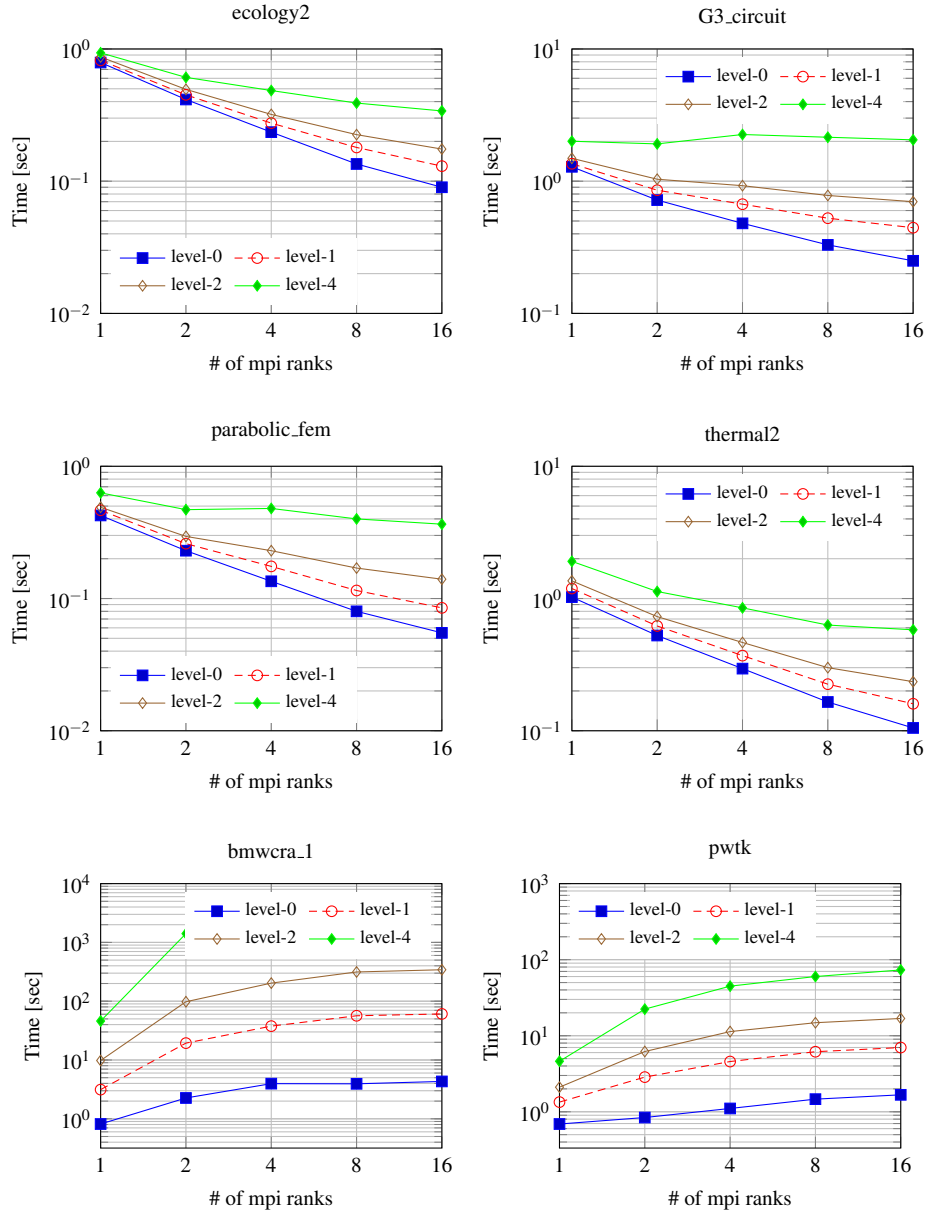 ecology2
10^0
10^-1
10^-2
Time [sec]
level-0 level-1
level-2 level-4
1 2 4 8 16
# of mpi ranks
G3_circuit
10^1
10^0
10^-1
Time [sec]
level-0 level-1
level-2 level-4
1 2 4 8 16
# of mpi ranks
parabolic_fem
10^0
10^-1
10^-2
Time [sec]
level-0 level-1
level-2 level-4
1 2 4 8 16
# of mpi ranks
thermal2
10^1
10^0
10^-1
Time [sec]
level-0 level-1
level-2 level-4
1 2 4 8 16
# of mpi ranks
bmwcra_1
10^4
10^3
10^2
10^1
10^0
Time [sec]
level-0 level-1
level-2 level-4
1 2 4 8 16
# of mpi ranks
pwtk
10^3
10^2
10^1
10^0
Time [sec]
level-0 level-1
level-2 level-4
1 2 4 8 16
# of mpi ranks